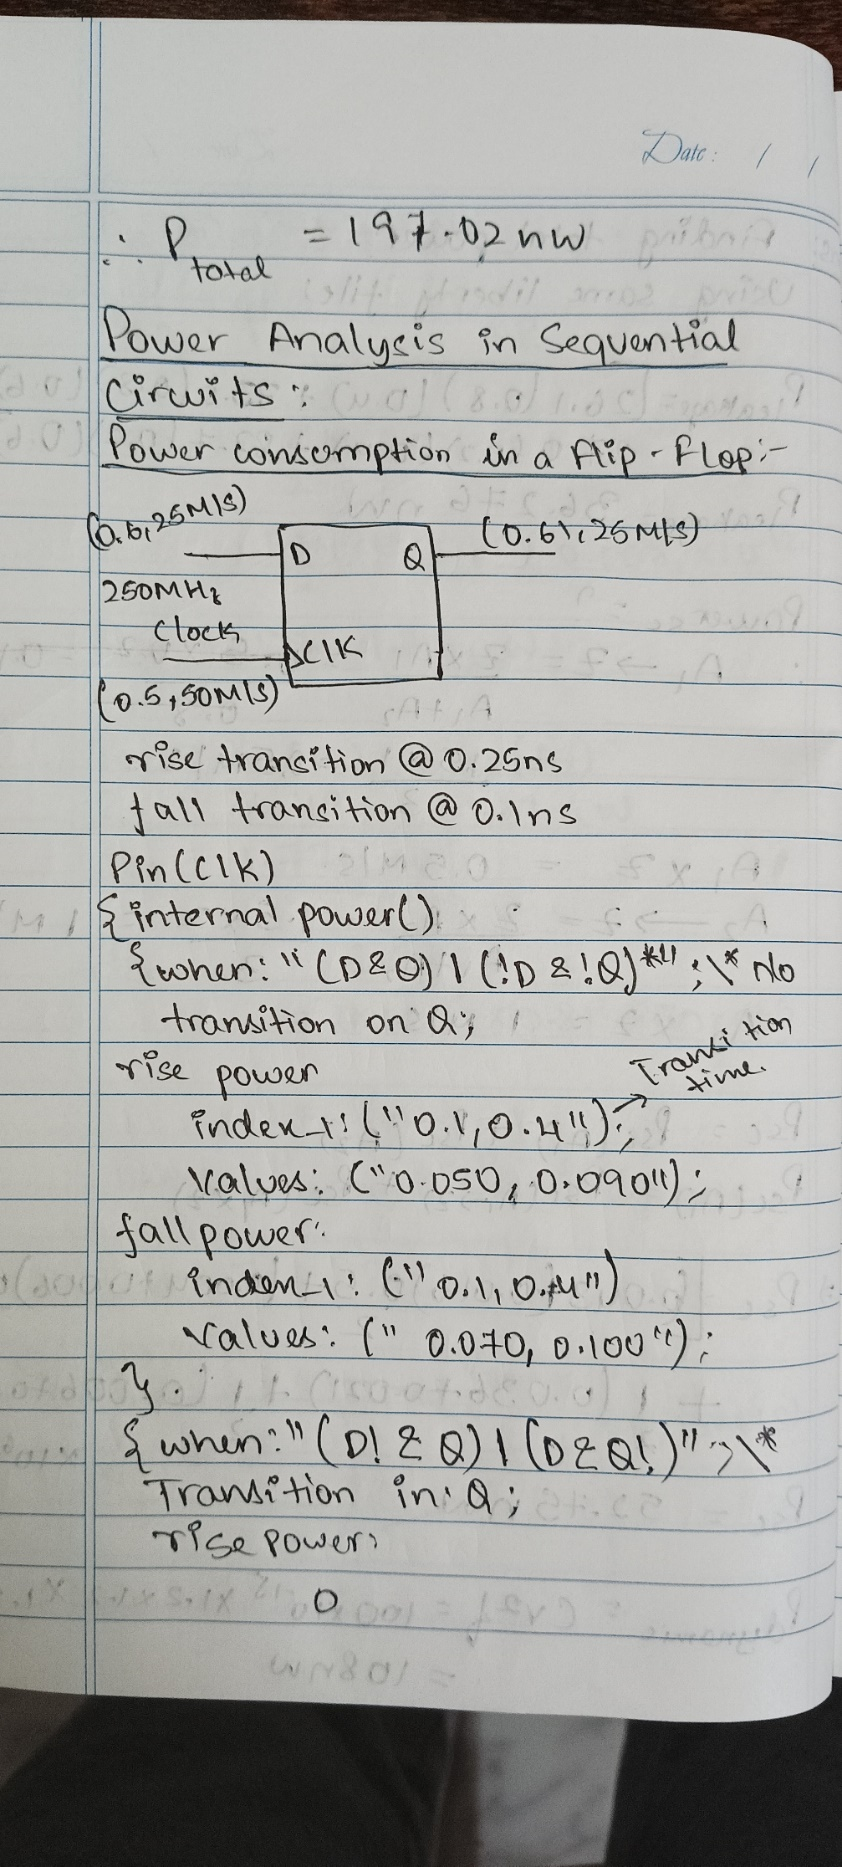 Date: / /
∴ P total = 197.02 nW
Power Analysis in Sequential
Circuits:
Power consumption in a flip-flop:-
(0.6, 25M/S)
(0.61, 25M/S)
D Q
250MHz
Clock
CLK
(0.5, 50M/S)
rise transition @ 0.25ns
fall transition @ 0.1ns
Pin(CLK)
{internal power()
{when: "(D&Q) | (!D & !Q)*"; \* No
transition on Q;
rise power
index_1: ("0.1, 0.4"); → Transition
time.
Values: ("0.050, 0.090");
fall power:
index_1: ("0.1, 0.4")
values: ("0.070, 0.100");
}
{when: "(D! & Q) | (D&Q!)"; \*
Transition in Q;
rise power:
0